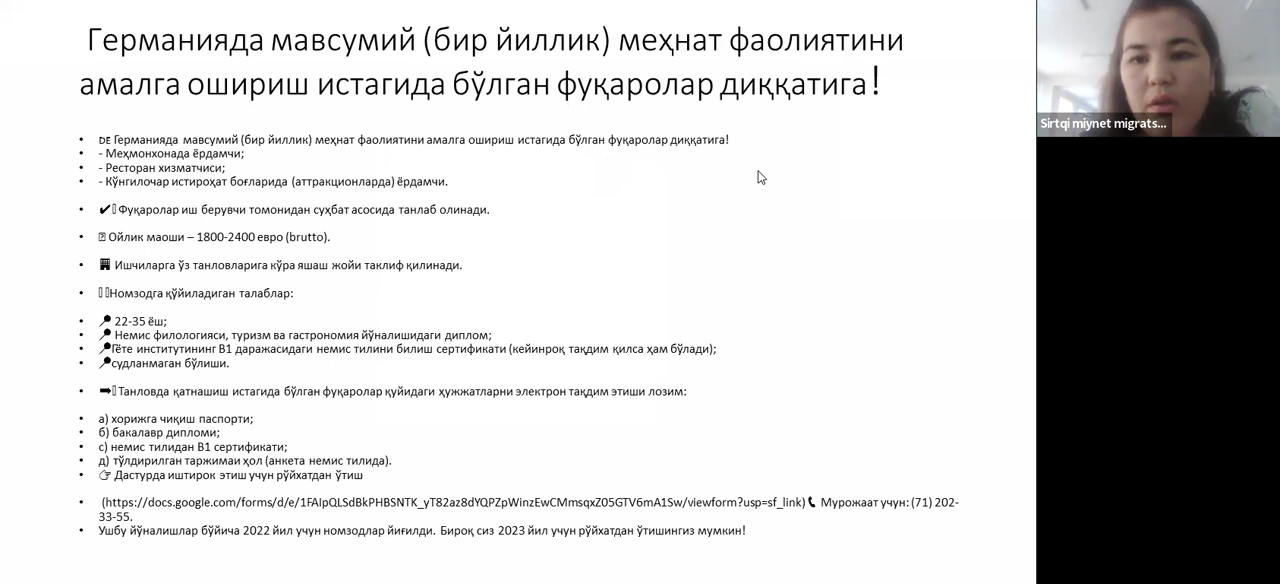 Германияда мавсумий (бир йиллик) меҳнат фаолиятини
амалга ошириш истагида бўлган фуқаролар диққатига!
• DE Германияда мавсумий (бир йиллик) меҳнат фаолиятини амалга ошириш истагида бўлган фуқаролар диққатига!
• - Меҳмонхонада ёрдамчи;
• - Ресторан хизматчиси;
• - Кўнгилочар истироҳат боғларида (аттракционларда) ёрдамчи.
• ✔ Фуқаролар иш берувчи томонидан суҳбат асосида танлаб олинади.
• Ойлик маоши – 1800-2400 евро (brutto).
• 🏢 Ишчиларга ўз танловларига кўра яшаш жойи таклиф қилинади.
• Номзодга қўйиладиган талаблар:
• 📍 22-35 ёш;
• 📍 Немис филологияси, туризм ва гастрономия йўналишидаги диплом;
• 📍Гёте институтининг B1 даражасидаги немис тилини билиш сертификати (кейинроқ тақдим қилса ҳам бўлади);
• 📍судланмаган бўлиши.
• ➡ Танловда қатнашиш истагида бўлган фуқаролар қуйидаги ҳужжатларни электрон тақдим этиши лозим:
• а) хорижга чиқиш паспорти;
• б) бакалавр дипломи;
• с) немис тилидан B1 сертификати;
• д) тўлдирилган таржимаи ҳол (анкета немис тилида).
• 👉 Дастурда иштирок этиш учун рўйхатдан ўтиш
• (https://docs.google.com/forms/d/e/1FAIpQLSdBkPHBSNTK_yT82az8dYQPZpWinzEwCMmsqxZ05GTV6mA1Sw/viewform?usp=sf_link) 📞 Мурожаат учун: (71) 202-
33-55.
• Ушбу йўналишлар бўйича 2022 йил учун номзодлар йиғилди. Бироқ сиз 2023 йил учун рўйхатдан ўтишингиз мумкин!
Sirtqi miynet migrats...